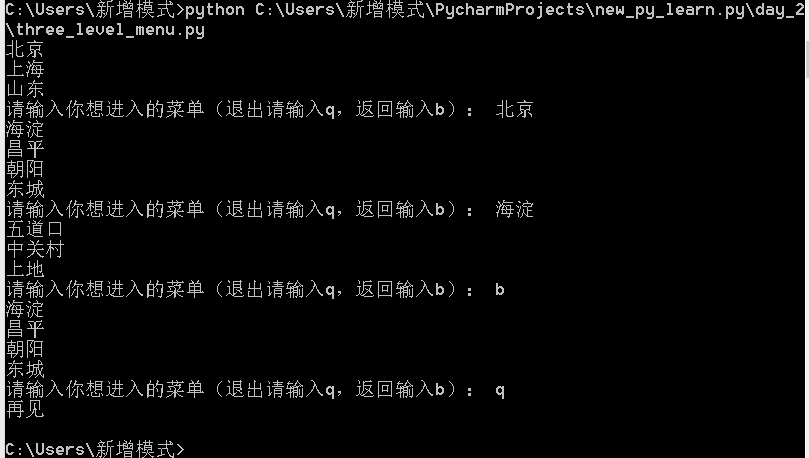 C:\Users\新增模式>python C:\Users\新增模式\PycharmProjects\new_py_learn.py\day_2
\three_level_menu.py
北京
上海
山东
请输入你想进入的菜单（退出请输入q，返回输入b）： 北京
海淀
昌平
朝阳
东城
请输入你想进入的菜单（退出请输入q，返回输入b）： 海淀
五道口
中关村
上地
请输入你想进入的菜单（退出请输入q，返回输入b）： b
海淀
昌平
朝阳
东城
请输入你想进入的菜单（退出请输入q，返回输入b）： q
再见
C:\Users\新增模式>